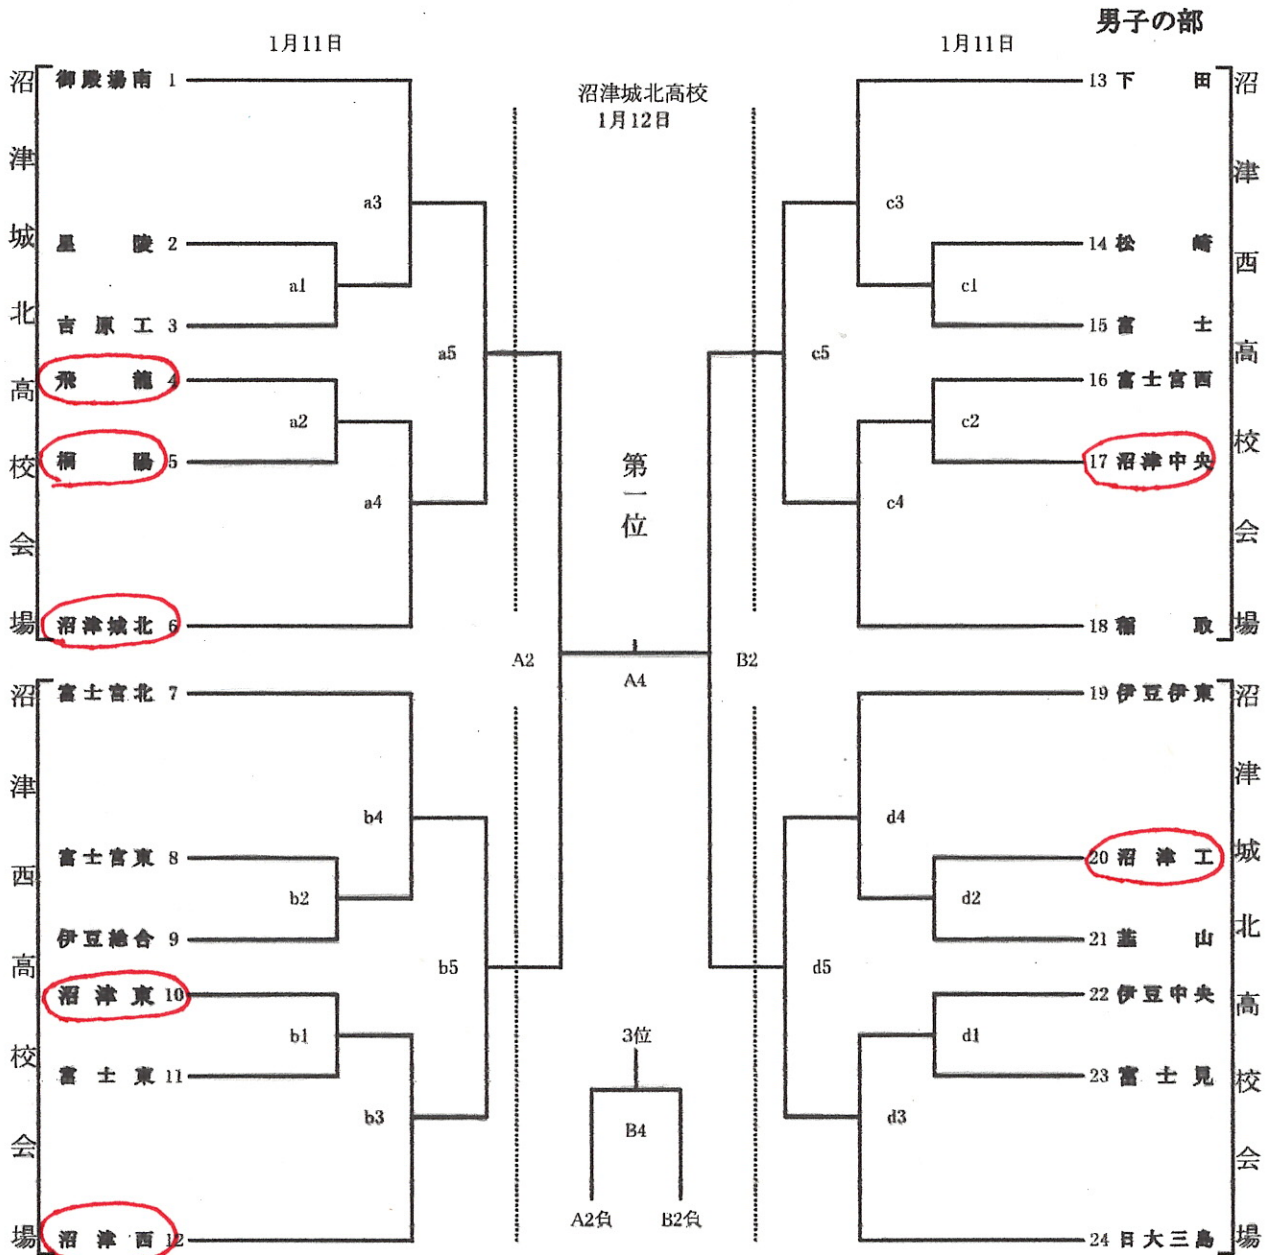 男子の部
1月11日
1月11日
沼津城北高校
1月12日
沼津城北高校会場
御殿場南 1
a3
星陵 2
a1
吉原工 3
a5
飛龍 4
a2
桐陽 5
a4
沼津城北 6
沼津西高校会場
富士宮北 7
b4
富士宮東 8
b2
伊豆総合 9
b5
沼津東 10
b1
富士東 11
b3
沼津西 12
第一位
A2
A4
B2
3位
B4
A2負 B2負
沼津西高校会場
13 下田
c3
14 松崎
c1
15 富士
c5
16 富士宮西
c2
17 沼津中央
c4
18 稲取
沼津城北高校会場
19 伊豆伊東
d4
20 沼津工
d2
21 韮山
d5
22 伊豆中央
d1
23 富士見
d3
24 日大三島